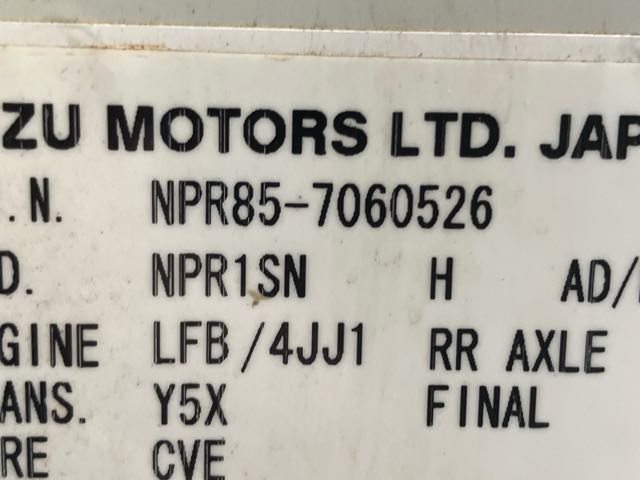 ZU MOTORS LTD. JAP
.N. NPR85-7060526
D. NPR1SN H AD/
GINE LFB/4JJ1 RR AXLE
ANS. Y5X FINAL
RE CVE